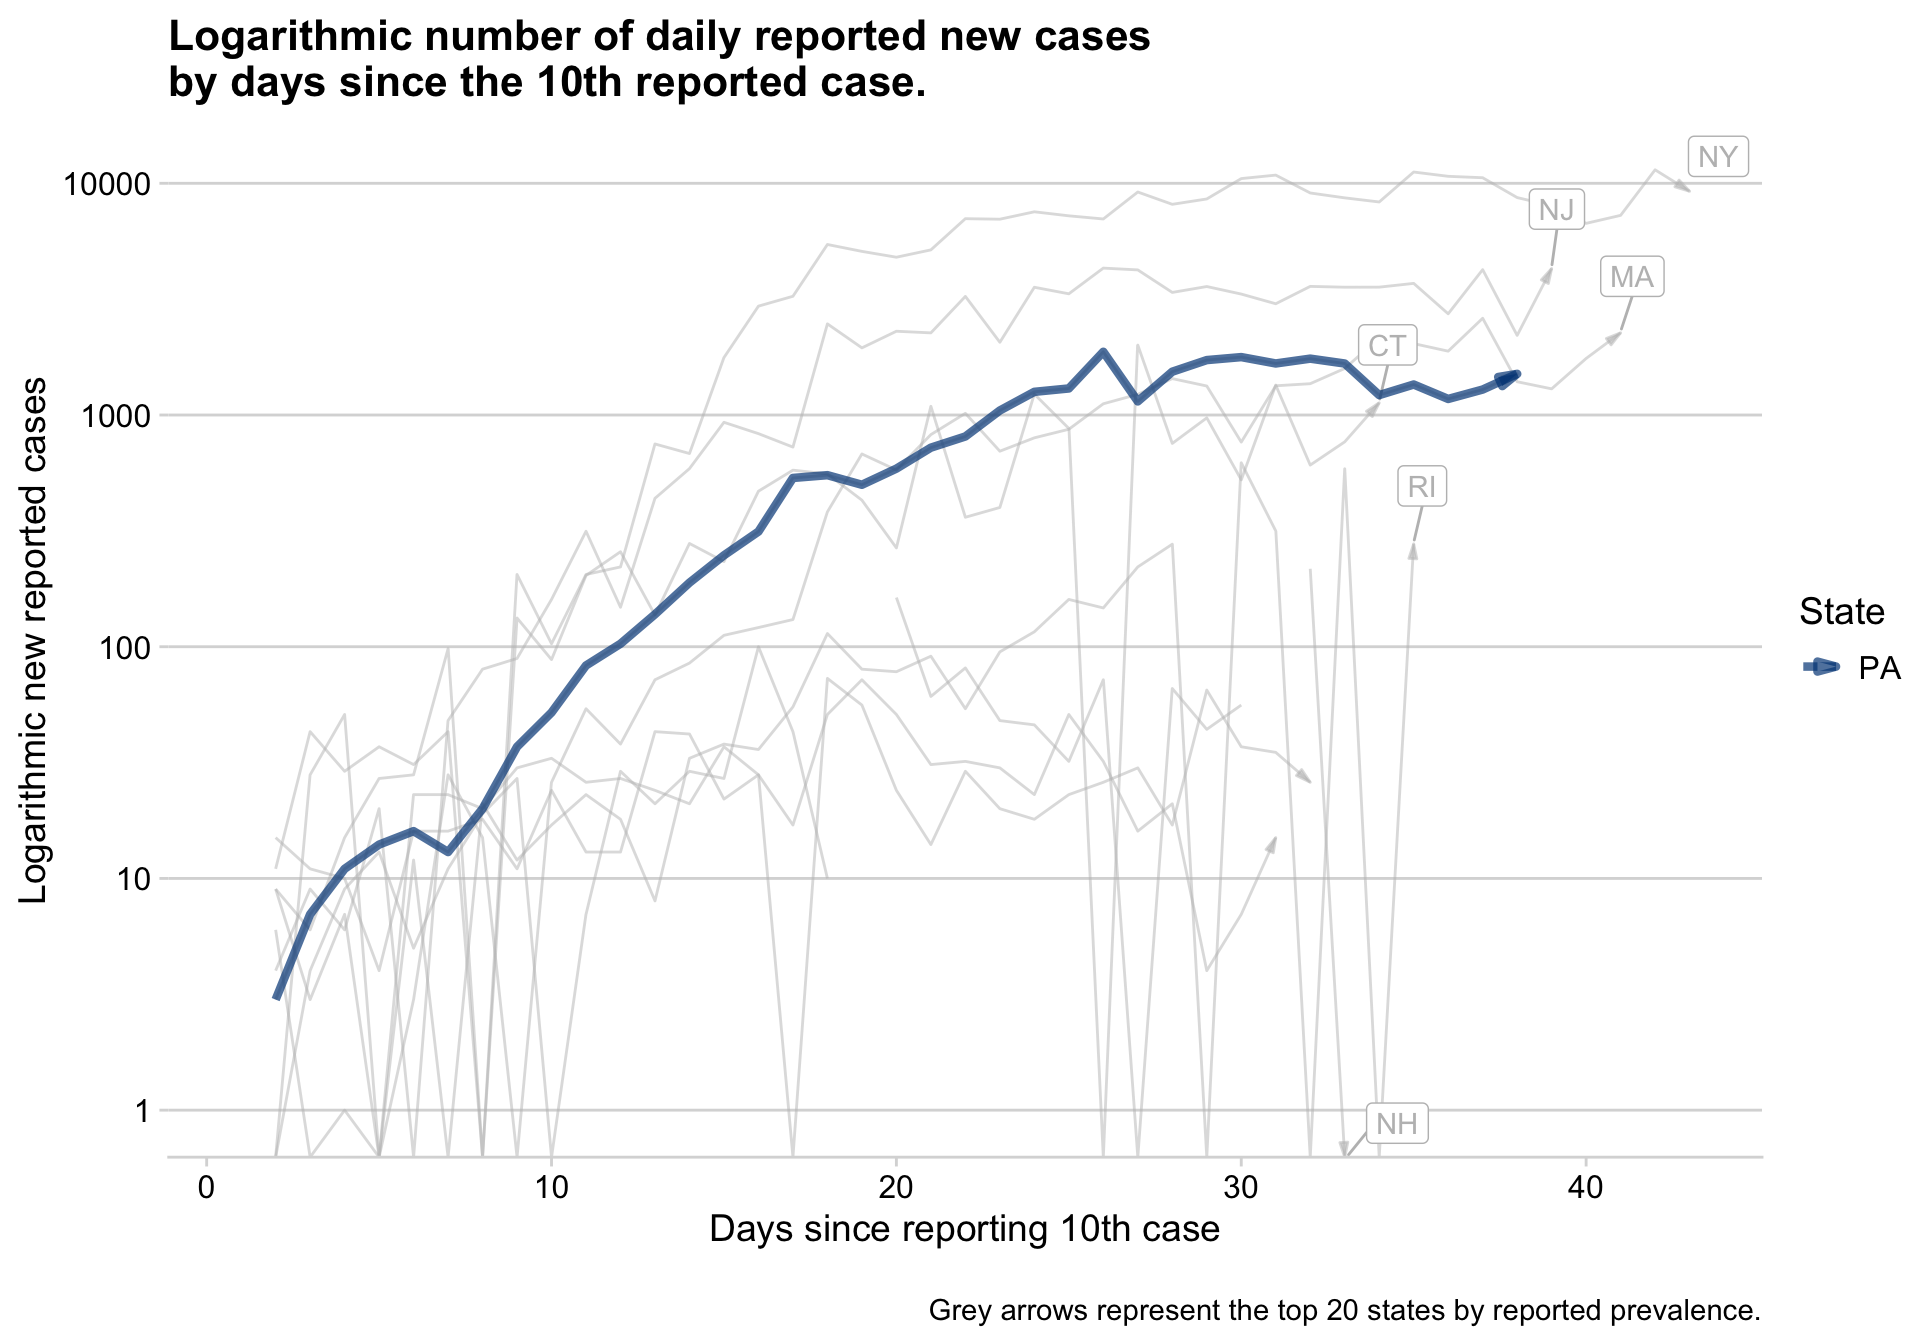 Logarithmic number of daily reported new cases
by days since the 10th reported case.
NY
10000
NJ
MA
CT
1000
RI
State
PA
100
10
1
NH
0 10 20 30 40
Logarithmic new reported cases
Days since reporting 10th case
Grey arrows represent the top 20 states by reported prevalence.